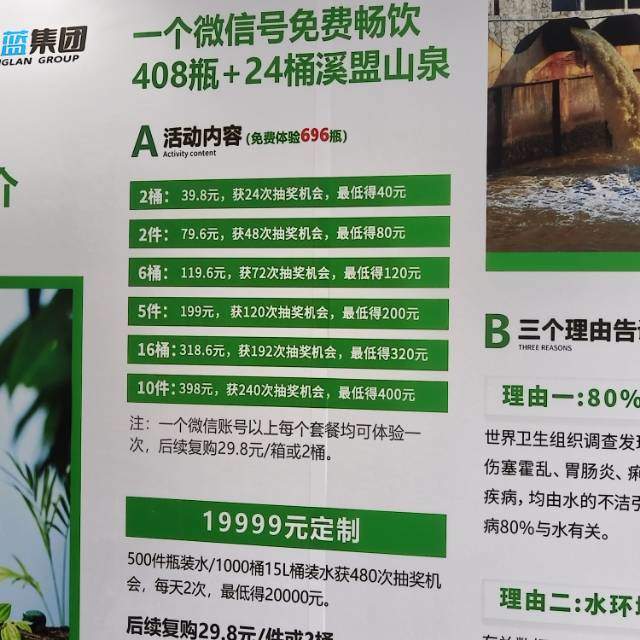 蓝集团
NGLAN GROUP
一个微信号免费畅饮
408瓶+24桶溪盟山泉
A 活动内容 (免费体验696瓶)
Activity content
2桶： 39.8元，获24次抽奖机会，最低得40元
2件： 79.6元，获48次抽奖机会，最低得80元
6桶： 119.6元，获72次抽奖机会，最低得120元
5件： 199元，获120次抽奖机会，最低得200元
16桶：318.6元，获192次抽奖机会，最低得320元
10件：398元，获240次抽奖机会，最低得400元
注：一个微信账号以上每个套餐均可体验一
次，后续复购29.8元/箱或2桶。
19999元定制
500件瓶装水/1000桶15L桶装水获480次抽奖机
会，每天2次，最低得20000元。
后续复购29.8元/件或2桶
价
B 三个理由告
THREE REASONS
理由一:80%
世界卫生组织调查发现
伤寒霍乱、胃肠炎、痢
疾病，均由水的不洁引
病80%与水有关。
理由二:水环境